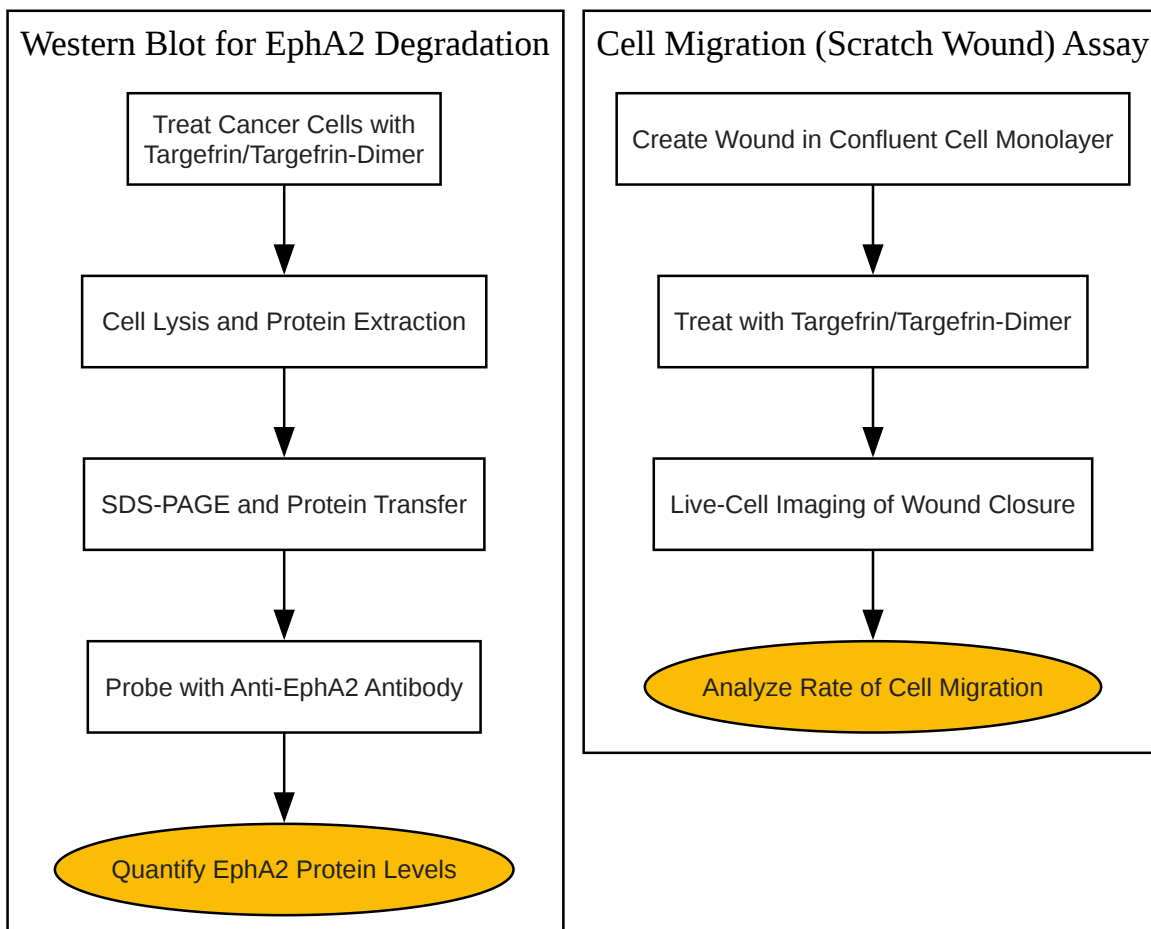 Western Blot for EphA2 Degradation
Treat Cancer Cells with
Targefrin/Targefrin-Dimer
Cell Lysis and Protein Extraction
SDS-PAGE and Protein Transfer
Probe with Anti-EphA2 Antibody
Quantify EphA2 Protein Levels
Cell Migration (Scratch Wound) Assay
Create Wound in Confluent Cell Monolayer
Treat with Targefrin/Targefrin-Dimer
Live-Cell Imaging of Wound Closure
Analyze Rate of Cell Migration